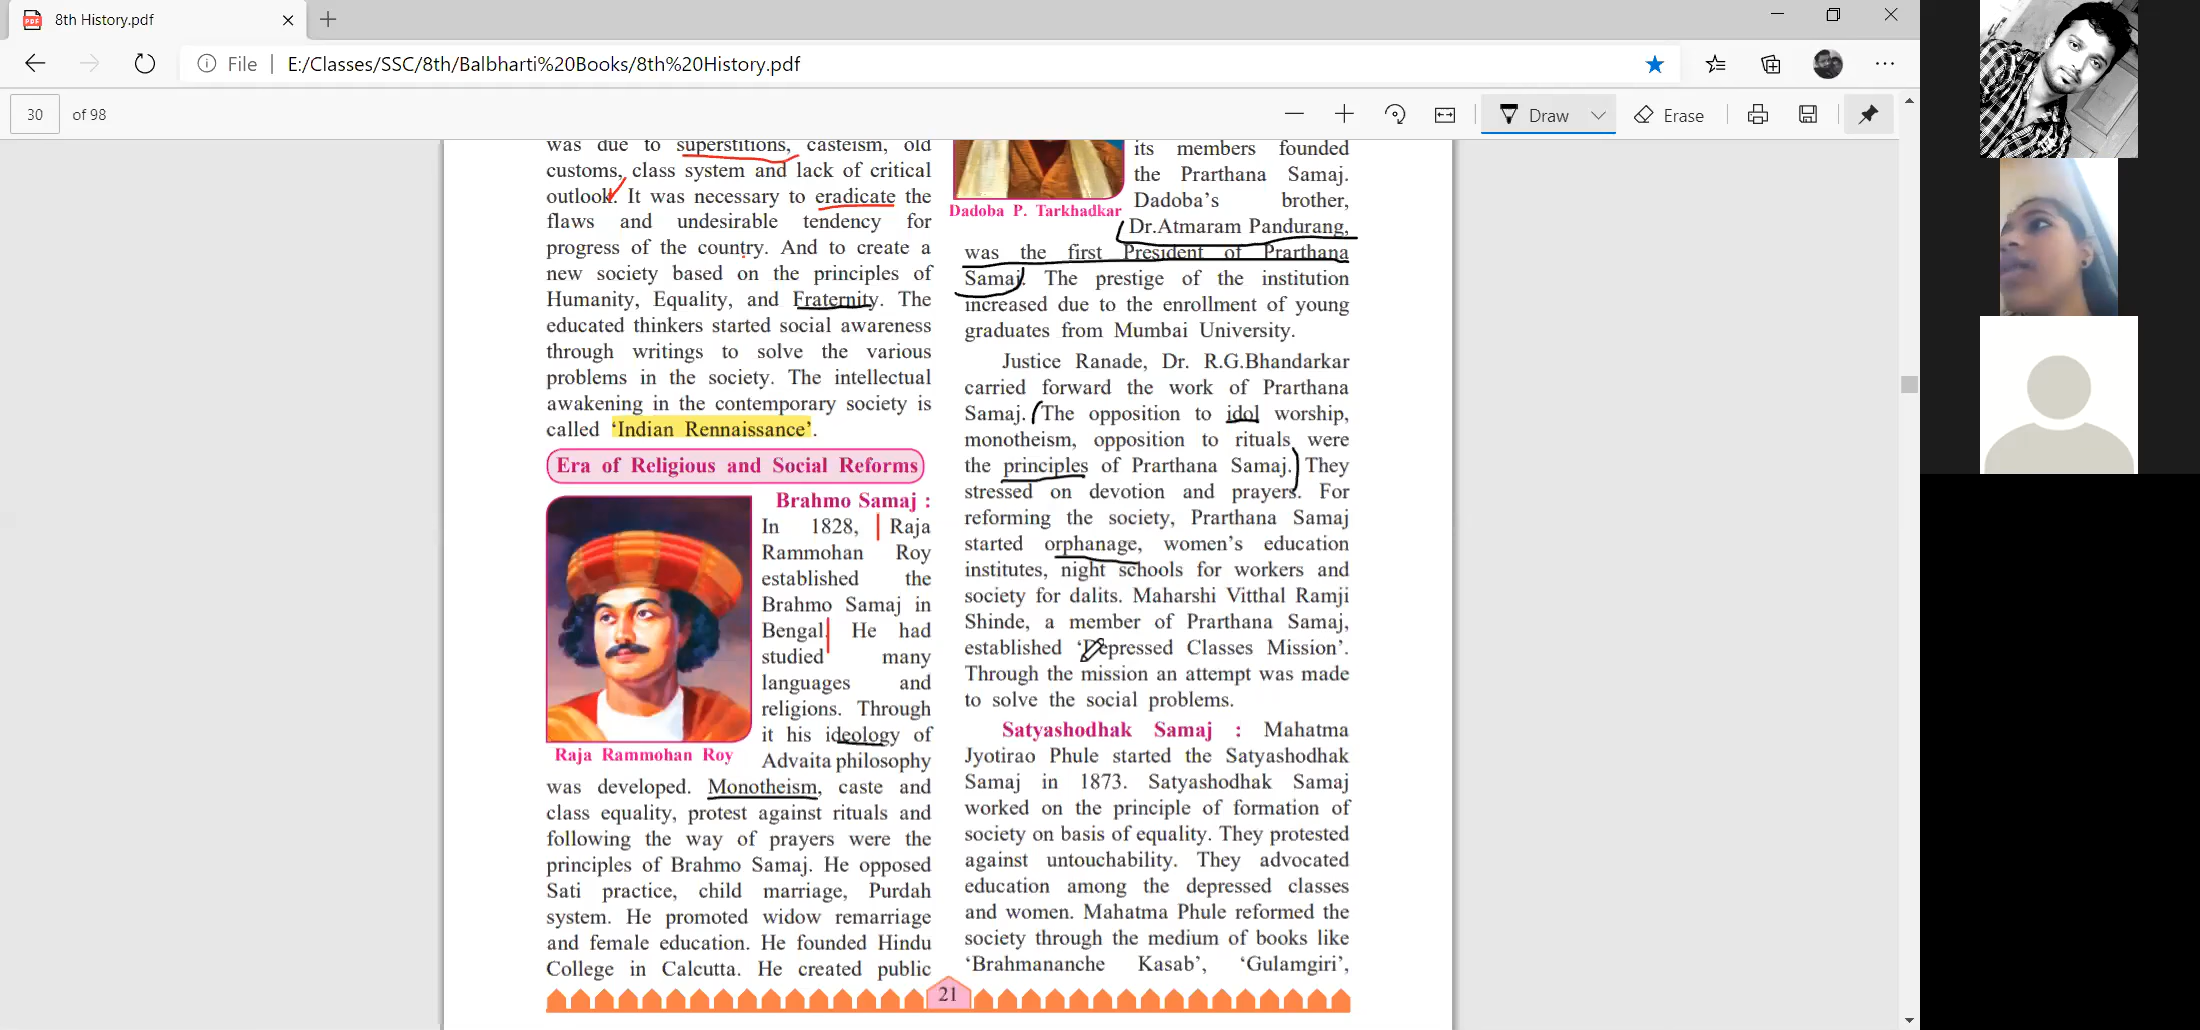 8th History.pdf
File
E:/Classes/SSC/8th/Balbharti%20Books/8th%20History.pdf
30 of 98
Draw
Erase
was due to superstitions, casteism, old
customs, class system and lack of critical
outlook. It was necessary to eradicate the
flaws and undesirable tendency for
progress of the country. And to create a
new society based on the principles of
Humanity, Equality, and Fraternity. The
educated thinkers started social awareness
through writings to solve the various
problems in the society. The intellectual
awakening in the contemporary society is
called ‘Indian Rennaissance’.
Era of Religious and Social Reforms
Brahmo Samaj :
In 1828, Raja
Rammohan Roy
established the
Brahmo Samaj in
Bengal. He had
studied many
languages and
religions. Through
it his ideology of
Advaita philosophy
Raja Rammohan Roy
was developed. Monotheism, caste and
class equality, protest against rituals and
following the way of prayers were the
principles of Brahmo Samaj. He opposed
Sati practice, child marriage, Purdah
system. He promoted widow remarriage
and female education. He founded Hindu
College in Calcutta. He created public
its members founded
the Prarthana Samaj.
Dadoba’s brother,
Dadoba P. Tarkhadkar
Dr.Atmaram Pandurang,
was the first President of Prarthana
Samaj. The prestige of the institution
increased due to the enrollment of young
graduates from Mumbai University.
Justice Ranade, Dr. R.G.Bhandarkar
carried forward the work of Prarthana
Samaj. The opposition to idol worship,
monotheism, opposition to rituals were
the principles of Prarthana Samaj. They
stressed on devotion and prayers. For
reforming the society, Prarthana Samaj
started orphanage, women’s education
institutes, night schools for workers and
society for dalits. Maharshi Vitthal Ramji
Shinde, a member of Prarthana Samaj,
established ‘Depressed Classes Mission’.
Through the mission an attempt was made
to solve the social problems.
Satyashodhak Samaj : Mahatma
Jyotirao Phule started the Satyashodhak
Samaj in 1873. Satyashodhak Samaj
worked on the principle of formation of
society on basis of equality. They protested
against untouchability. They advocated
education among the depressed classes
and women. Mahatma Phule reformed the
society through the medium of books like
‘Brahmananche Kasab’, ‘Gulamgiri’,
21